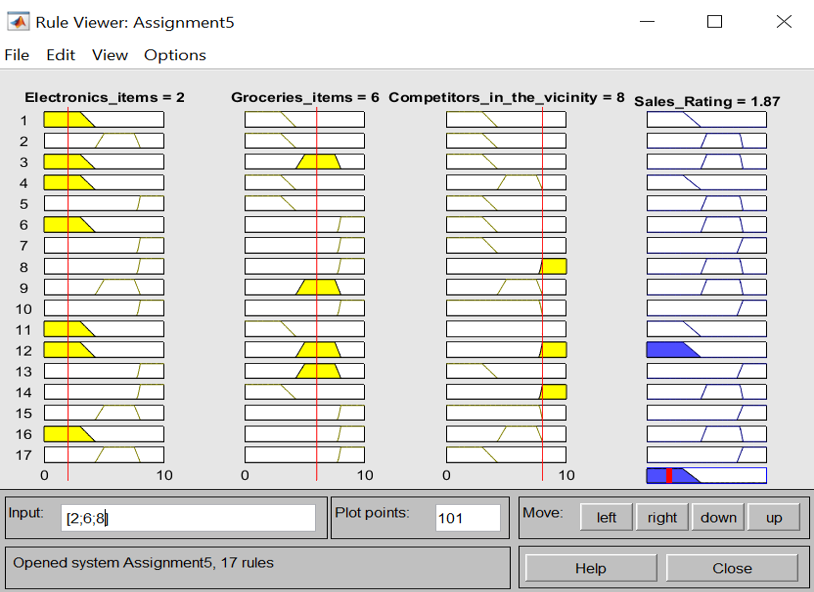 Rule Viewer: Assignment5
File Edit View Options
Electronics_items = 2 Groceries_items = 6 Competitors_in_the_vicinity = 8 Sales_Rating = 1.87
1
2
3
4
5
6
7
8
9
10
11
12
13
14
15
16
17
0 10 0 10 0 10
Input: [2;6;8] Plot points: 101 Move: left right down up
Opened system Assignment5, 17 rules Help Close